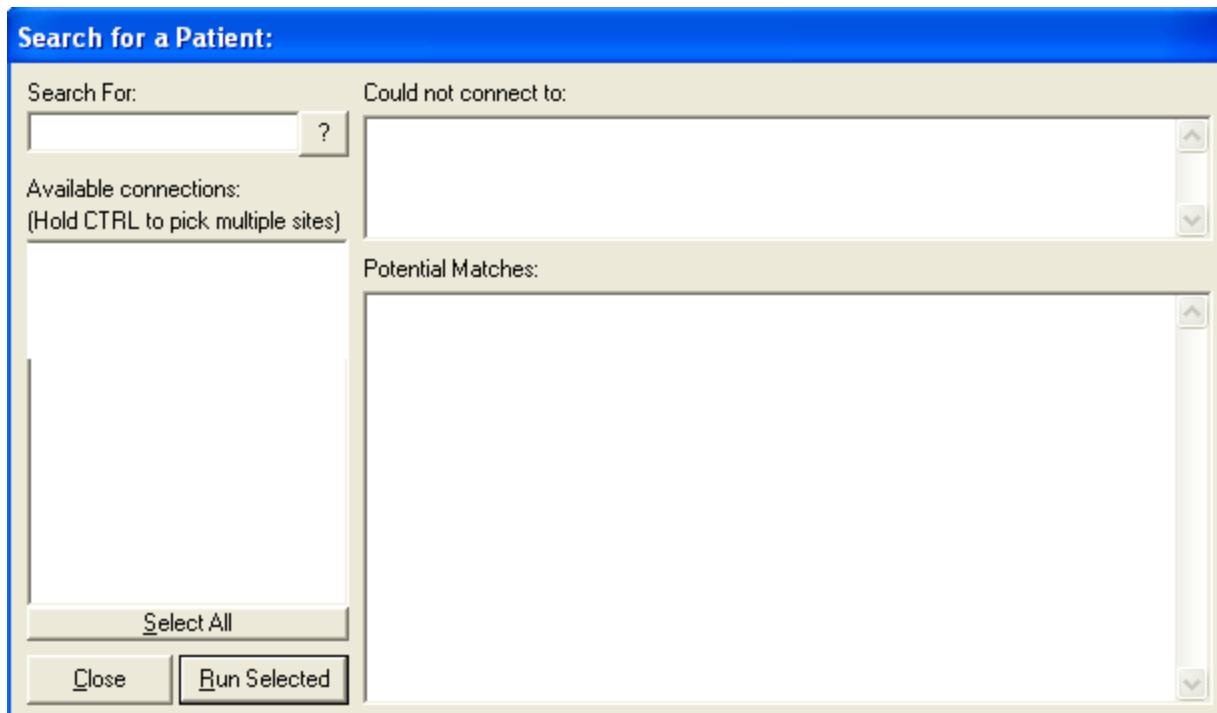 Search for a Patient:
Search For:
?
Available connections:
(Hold CTRL to pick multiple sites)
Select All
Close
Run Selected
Could not connect to:
Potential Matches: